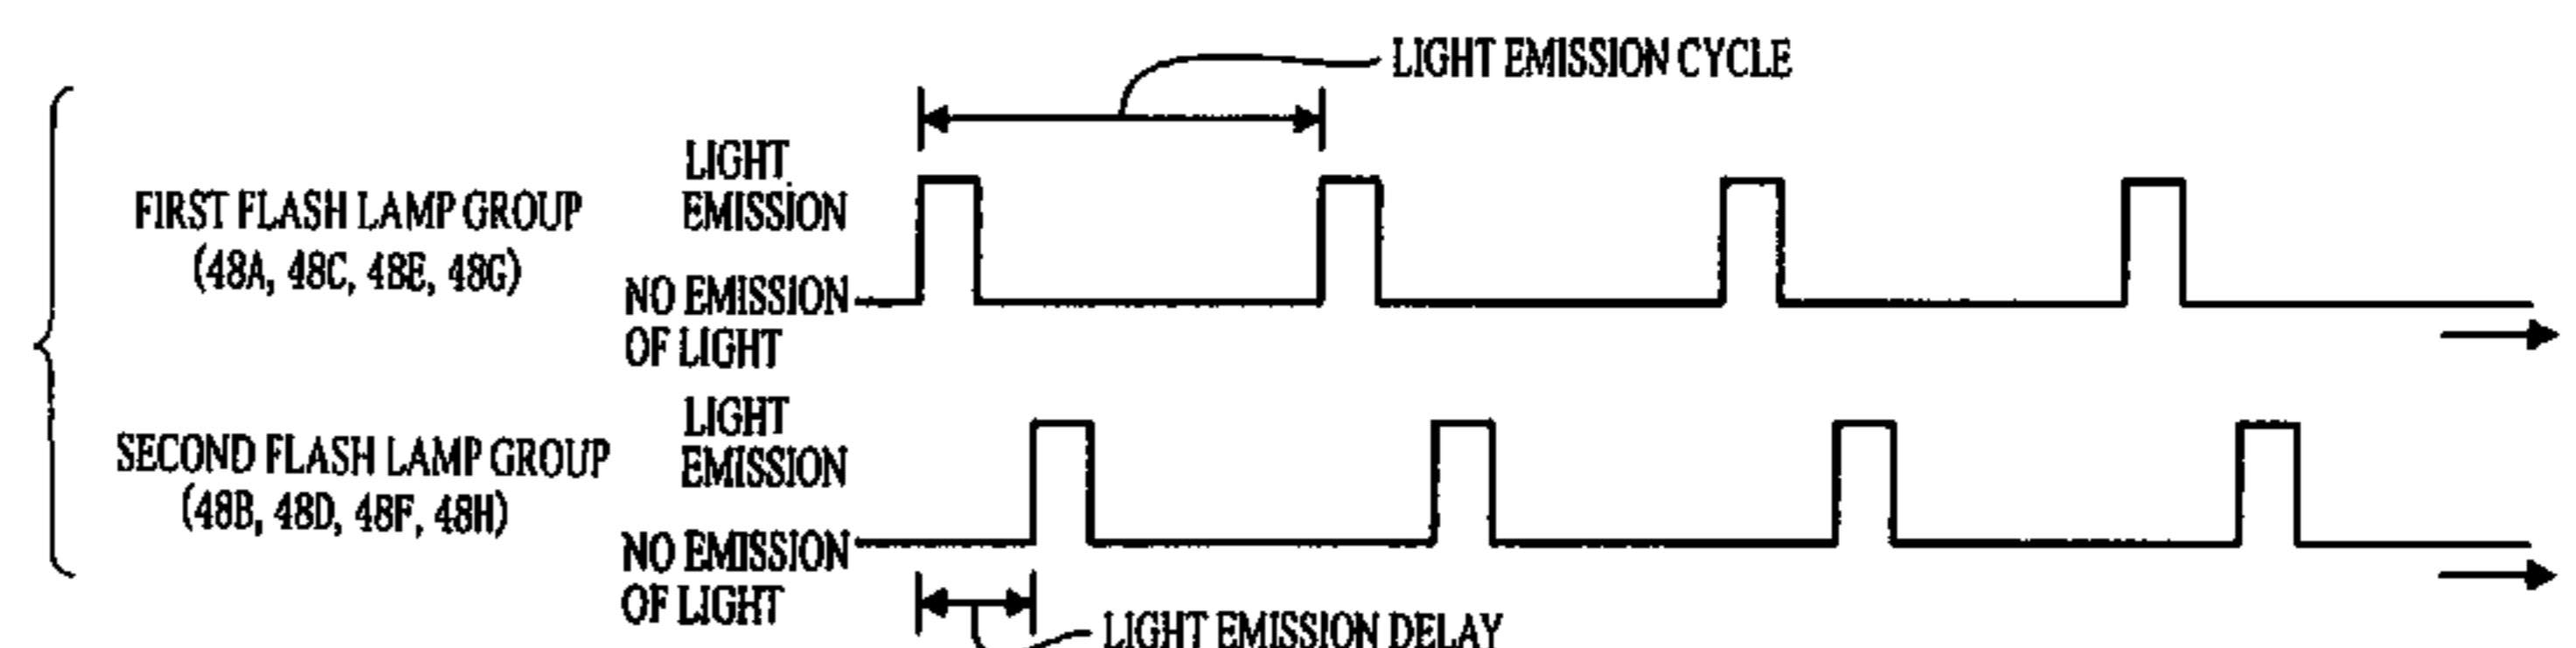 LIGHT EMISSION CYCLE
LIGHT
EMISSION
FIRST FLASH LAMP GROUP
(48A, 48C, 48E, 48G)
NO EMISSION
OF LIGHT
LIGHT
EMISSION
SECOND FLASH LAMP GROUP
(48B, 48D, 48F, 48H)
NO EMISSION
OF LIGHT
LIGHT EMISSION DELAY